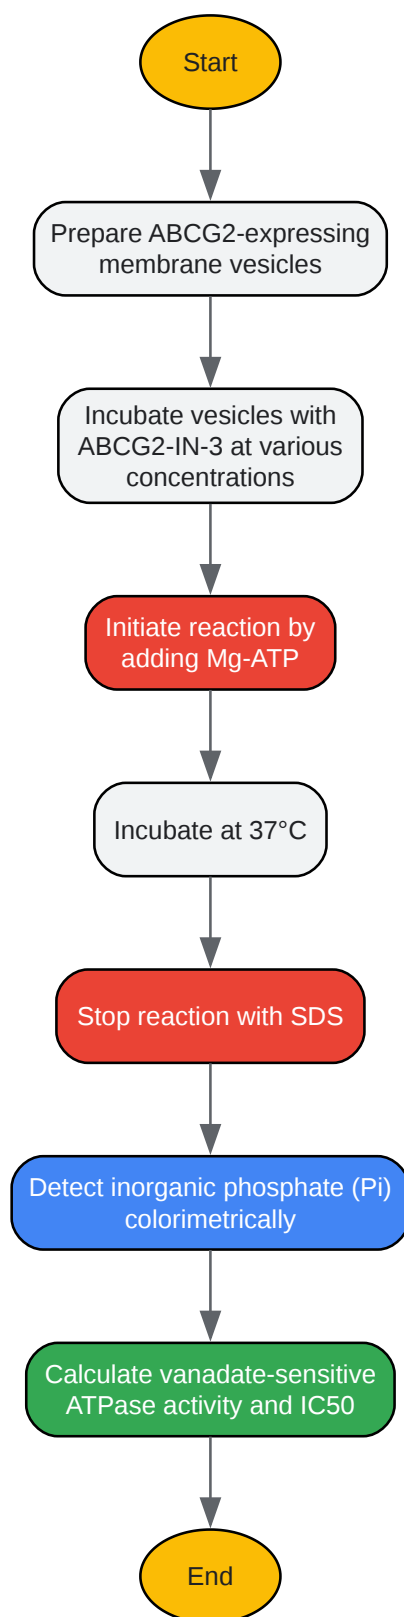 Start
Prepare ABCG2-expressing
membrane vesicles
Incubate vesicles with
ABCG2-IN-3 at various
concentrations
Initiate reaction by
adding Mg-ATP
Incubate at 37°C
Stop reaction with SDS
Detect inorganic phosphate (Pi)
colorimetrically
Calculate vanadate-sensitive
ATPase activity and IC50
End